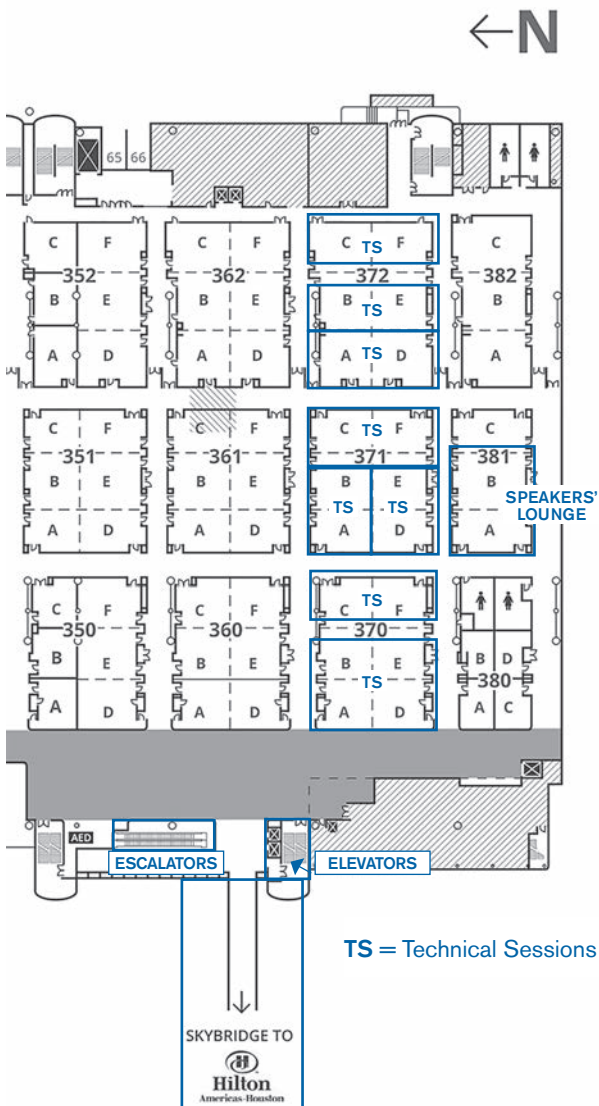 N
65 66
C F C F C TS F C
352 362 372 382
B E B E B TS E B
A D A D A TS D A
C F C F C TS F C
351 361 371 381
B E B E B E B
TS TS
SPEAKERS'
LOUNGE
A D A D A D A
C F C F C TS F
350 360 370
B E B E B E B D
TS
380
A D A D A D A C
AED
ESCALATORS ELEVATORS
TS = Technical Sessions
SKYBRIDGE TO
H
Hilton
Americas-Houston